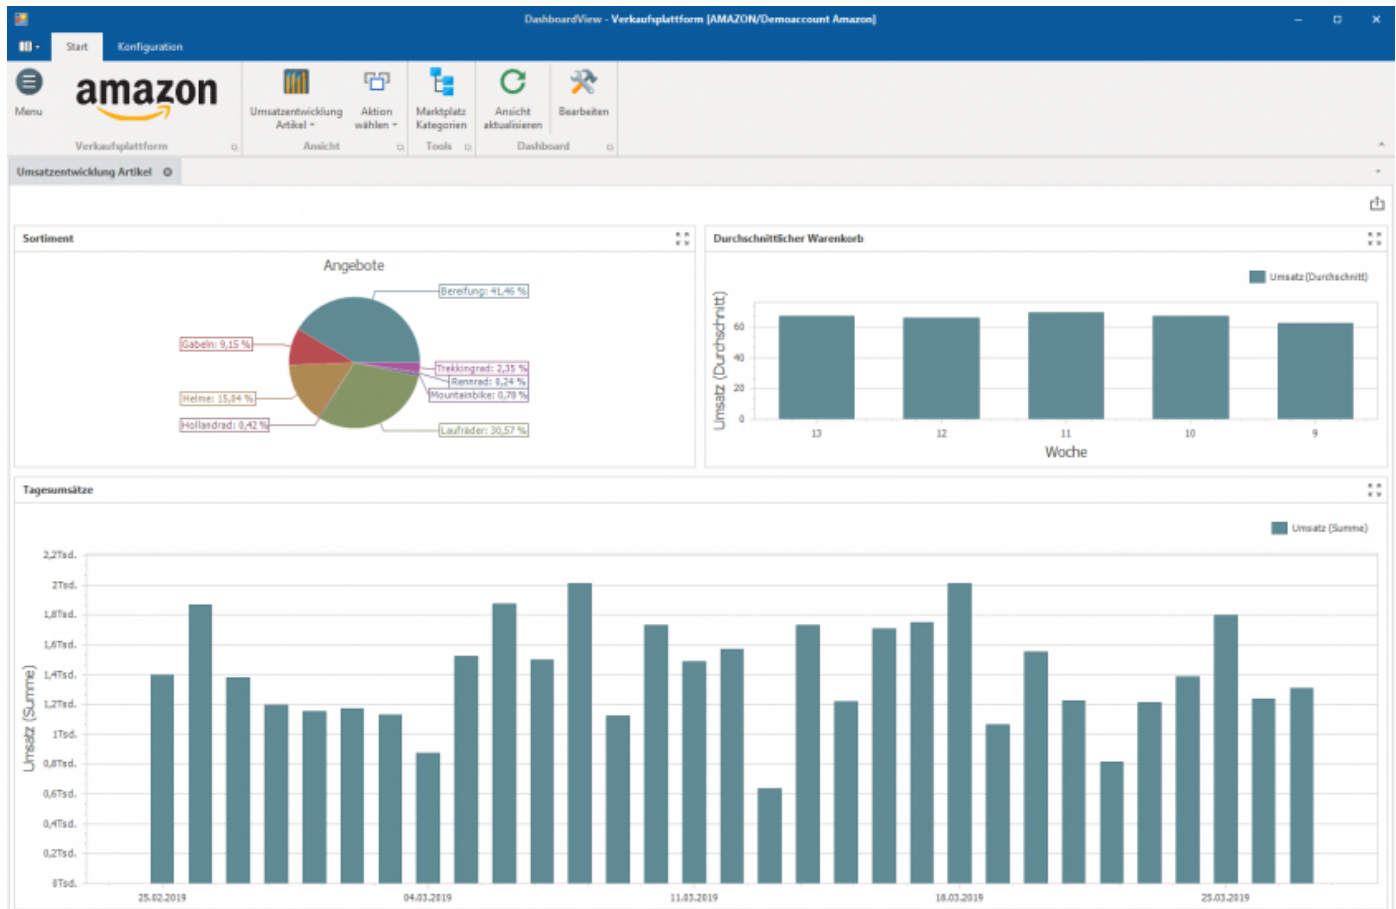 DashboardView - Verkaufsplattform [AMAZON/Demoaccount Amazon]
Start Konfiguration
Menu
amazon
Umsatzentwicklung Artikel
Aktion wählen
Marktplatz Kategorien
Ansicht aktualisieren
Bearbeiten
Verkaufsplattform Ansicht Tools Dashboard
Umsatzentwicklung Artikel
Sortiment
Angebote
Bereifung: 41,46 %
Gabeln: 9,15 %
Trekkingrad: 2,35 %
Rennrad: 0,24 %
Mountainbike: 0,78 %
Helme: 15,04 %
Hollandrad: 0,42 %
Laufräder: 30,57 %
Durchschnittlicher Warenkorb
Umsatz (Durchschnitt)
Umsatz (Durchschnitt)
60
40
20
0
13 12 11 10 9
Woche
Tagesumsätze
Umsatz (Summe)
Umsatz (Summe)
2,2Tsd.
2Tsd.
1,8Tsd.
1,6Tsd.
1,4Tsd.
1,2Tsd.
1Tsd.
0,8Tsd.
0,6Tsd.
0,4Tsd.
0,2Tsd.
0Tsd.
25.02.2019 04.03.2019 11.03.2019 18.03.2019 25.03.2019